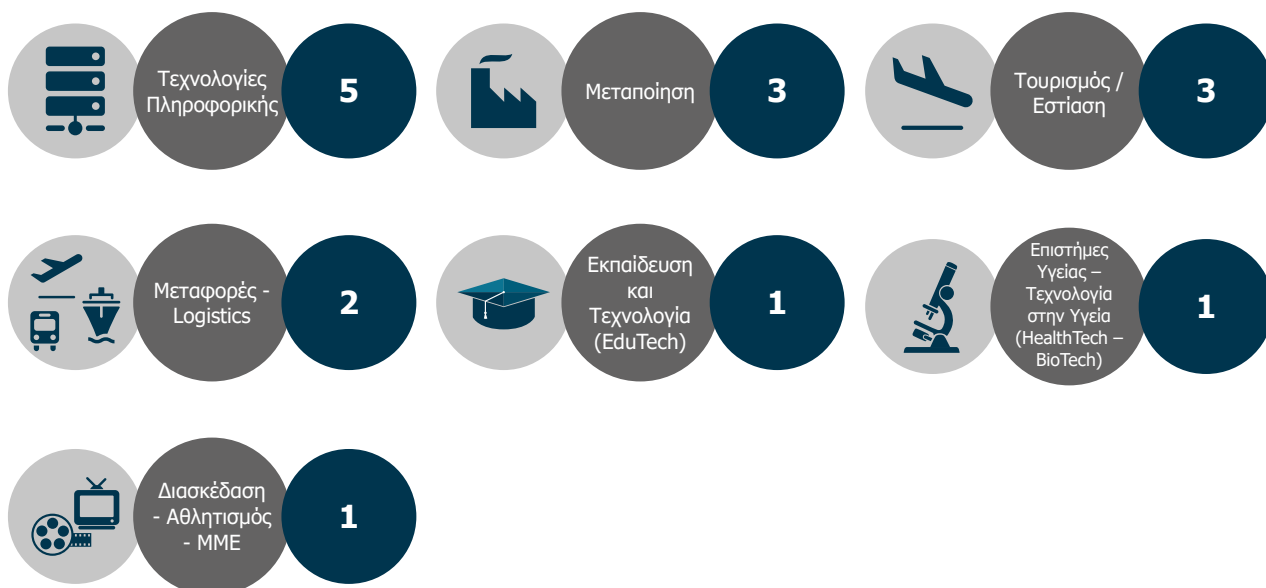 Τεχνολογίες
Πληροφορικής
5
Μεταποίηση
3
Τουρισμός /
Εστίαση
3
Μεταφορές -
Logistics
2
Εκπαίδευση
και
Τεχνολογία
(EduTech)
1
Επιστήμες
Υγείας –
Τεχνολογία
στην Υγεία
(HealthTech –
BioTech)
1
Διασκέδαση
- Αθλητισμός
- ΜΜΕ
1